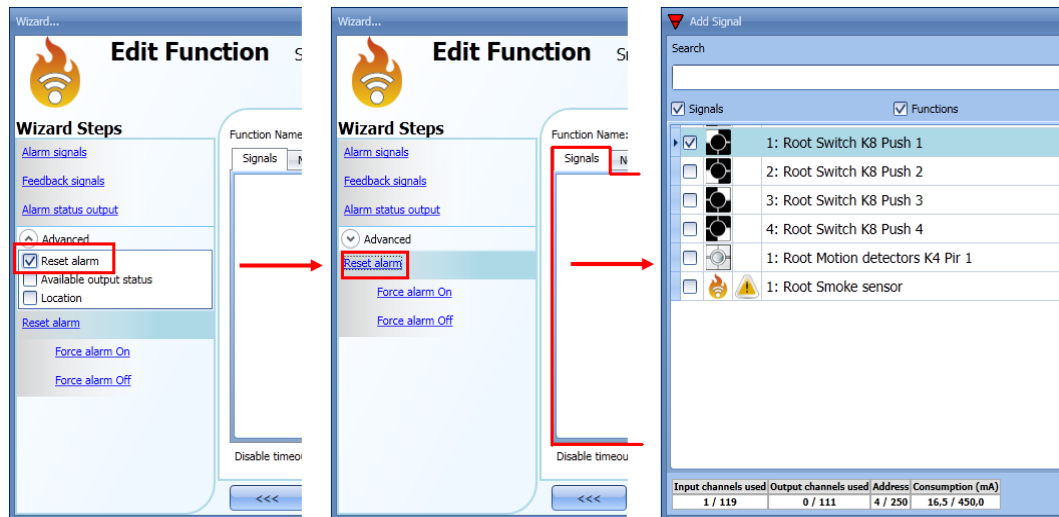 Wizard...
Edit Function
Wizard Steps
Alarm signals
Feedback signals
Alarm status output
Advanced
Reset alarm
Available output status
Location
Reset alarm
Force alarm On
Force alarm Off
Function Name
Signals
Disable timeou
<<<
Wizard...
Edit Function
Wizard Steps
Alarm signals
Feedback signals
Alarm status output
Advanced
Reset alarm
Force alarm On
Force alarm Off
Function Name:
Signals
Disable timeou
<<<
Add Signal
Search
Signals
Functions
1: Root Switch K8 Push 1
2: Root Switch K8 Push 2
3: Root Switch K8 Push 3
4: Root Switch K8 Push 4
1: Root Motion detectors K4 Pir 1
1: Root Smoke sensor
Input channels used Output channels used Address Consumption (mA)
1 / 119 0 / 111 4 / 250 16,5 / 450,0